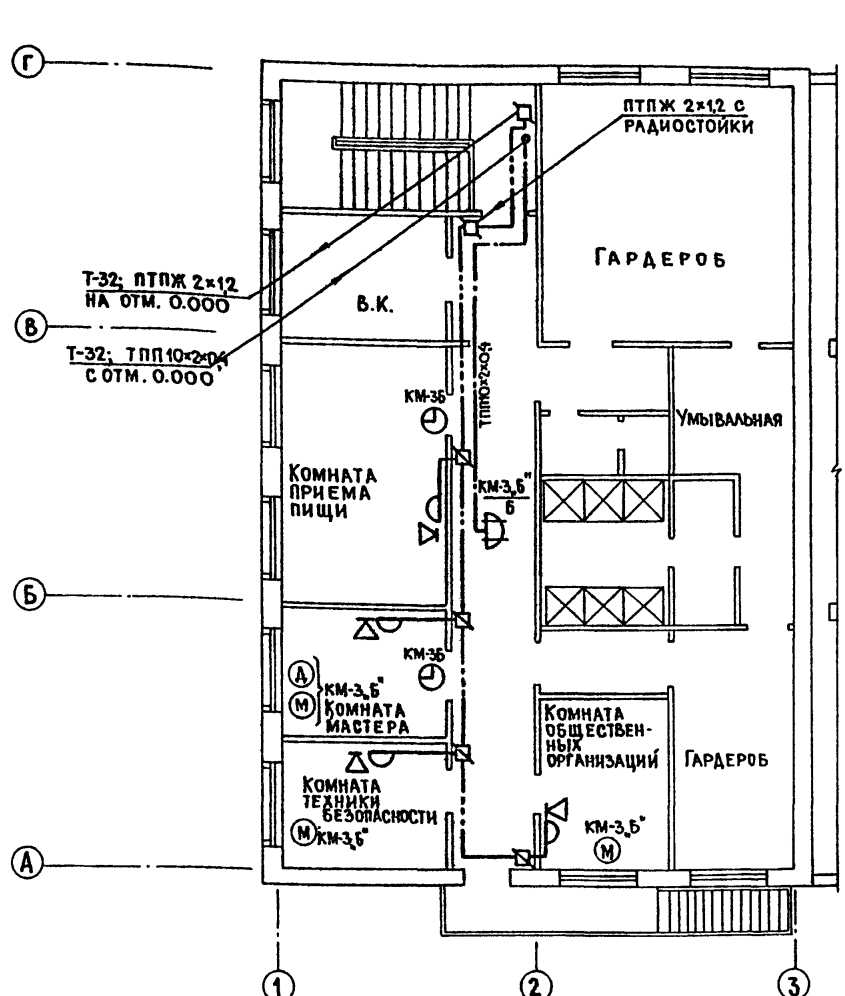 Г
ПТПЖ 2×1,2 С
РАДИОСТОЙКИ
ГАРДЕРОБ
Т-32; ПТПЖ 2×1,2
НА ОТМ. 0.000
В.К.
В
Т-32; ТПП 10×2×0,4
С ОТМ. 0.000
ТПП10×2×0,4
КМ-3Б
УМЫВАЛЬНАЯ
КОМНАТА
ПРИЕМА
ПИЩИ
КМ-3„Б"
Б
Б
КМ-3Б
Д
М
КМ-3„Б"
КОМНАТА
МАСТЕРА
КОМНАТА
ОБЩЕСТВЕН-
НЫХ
ОРГАНИЗАЦИЙ
ГАРДЕРОБ
КОМНАТА
ТЕХНИКИ
БЕЗОПАСНОСТИ
М
КМ-3„Б"
КМ-3„Б"
М
А
1
2
3